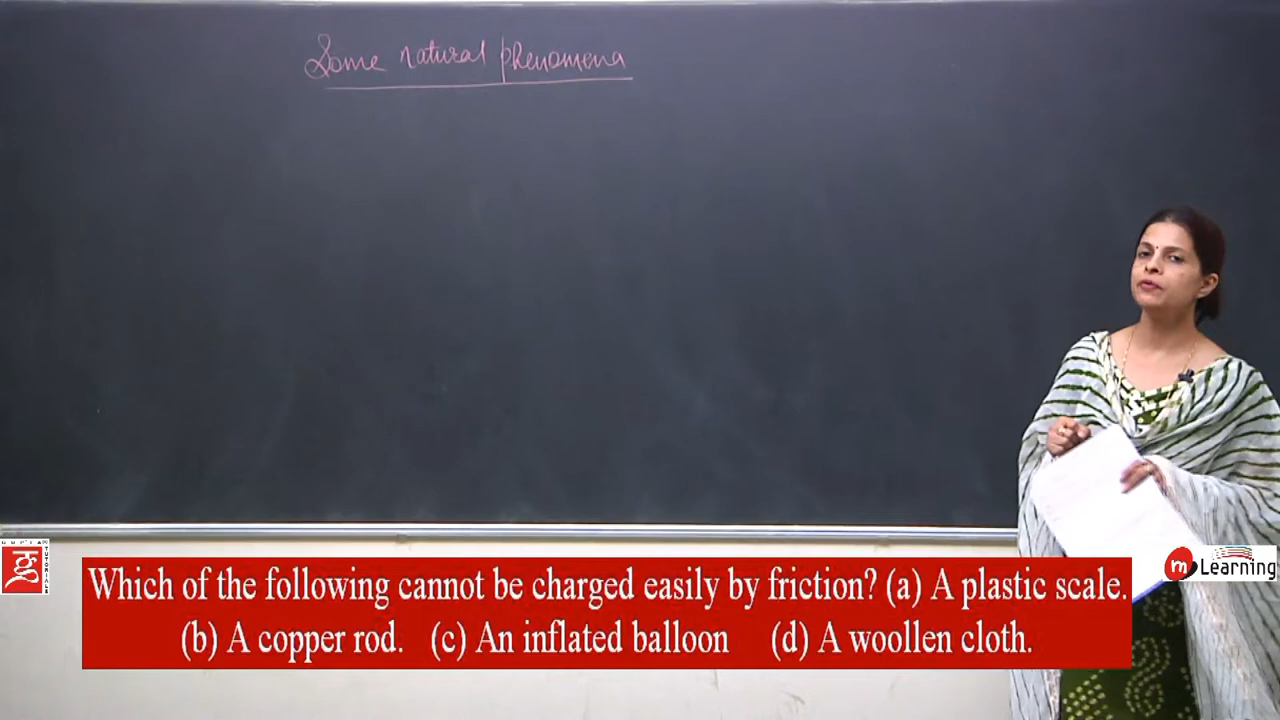 Some natural phenomena
Which of the following cannot be charged easily by friction? (a) A plastic scale.
(b) A copper rod. (c) An inflated balloon (d) A woollen cloth.
m Learning
TUTORIALS